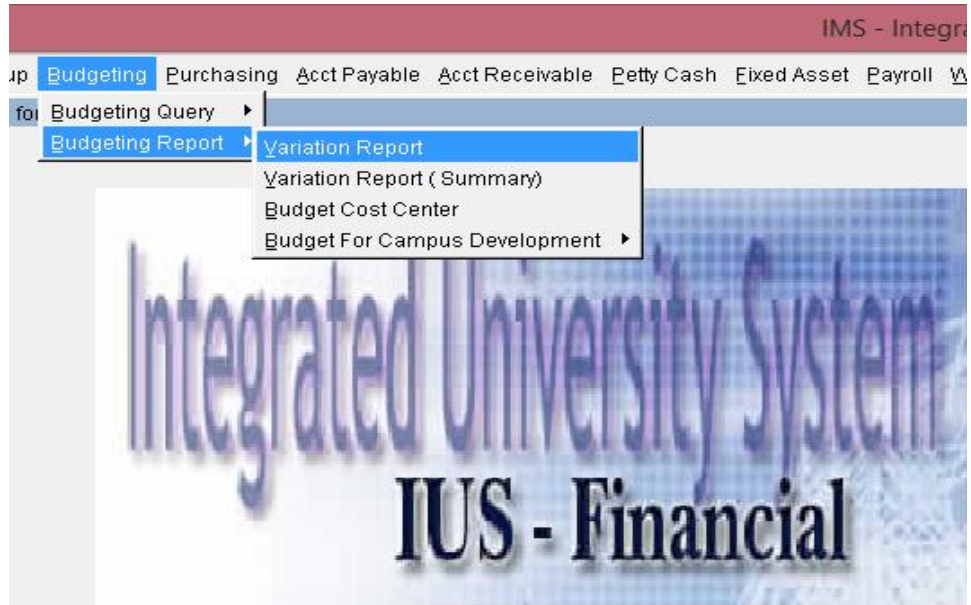 IMS - Integra
up Budgeting Purchasing Acct Payable Acct Receivable Petty Cash Fixed Asset Payroll W
for
Budgeting Query
Budgeting Report
Variation Report
Variation Report ( Summary)
Budget Cost Center
Budget For Campus Development
Integrated University System
IUS - Financial